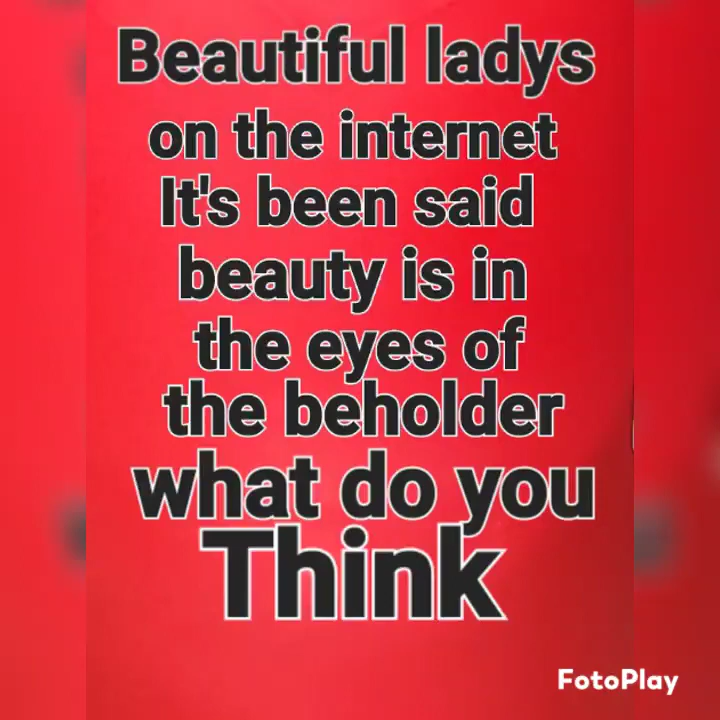 Beautiful ladys
on the internet
It's been said
beauty is in
the eyes of
the beholder
what do you
Think
FotoPlay